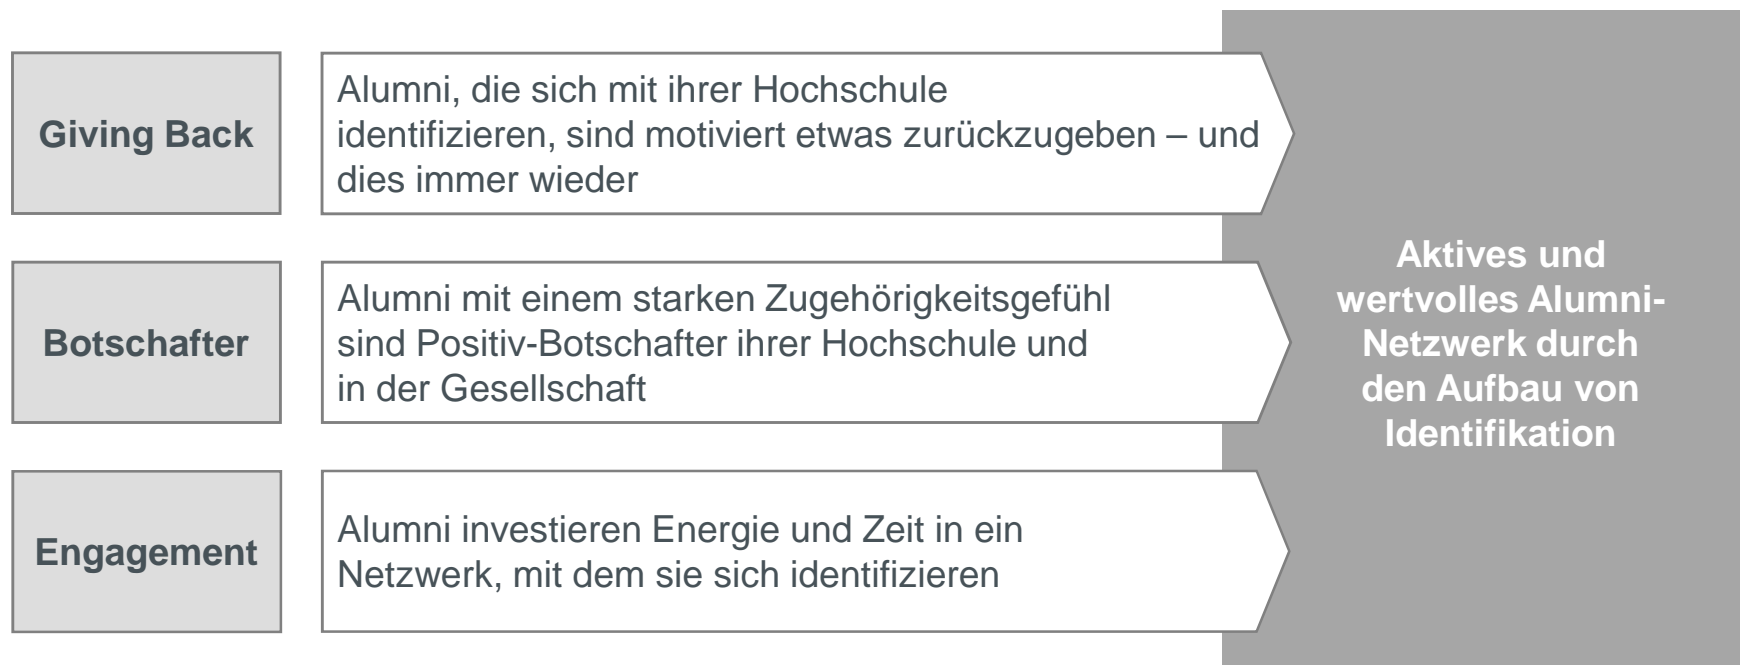 Giving Back
Alumni, die sich mit ihrer Hochschule
identifizieren, sind motiviert etwas zurückzugeben – und
dies immer wieder
Botschafter
Alumni mit einem starken Zugehörigkeitsgefühl
sind Positiv-Botschafter ihrer Hochschule und
in der Gesellschaft
Engagement
Alumni investieren Energie und Zeit in ein
Netzwerk, mit dem sie sich identifizieren
Aktives und
wertvolles Alumni-
Netzwerk durch
den Aufbau von
Identifikation